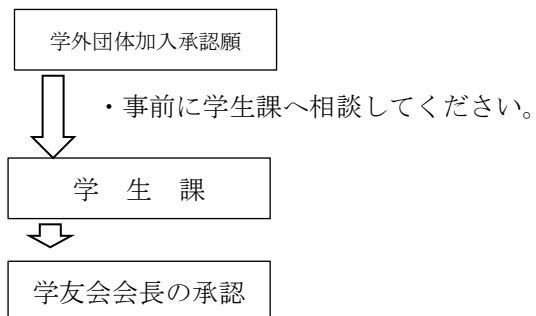 学外団体加入承認願
・事前に学生課へ相談してください。
学　生　課
学友会会長の承認